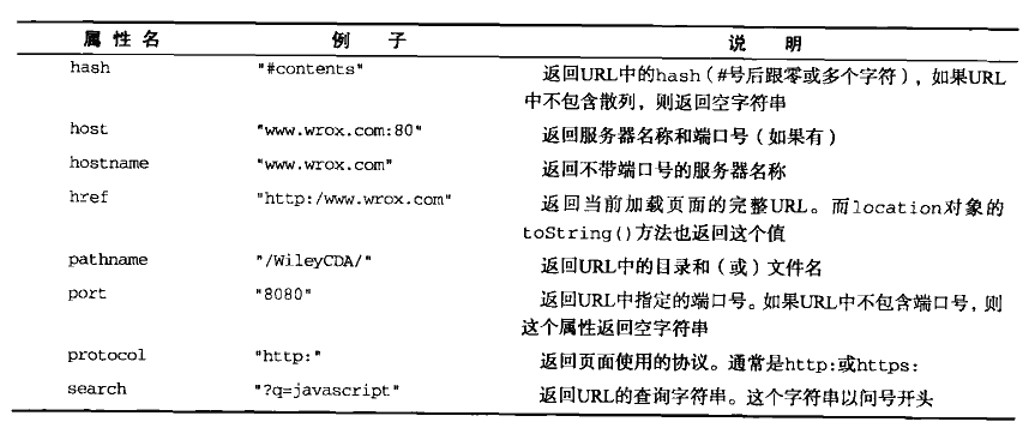 属性名 例子 说明
hash "#contents" 返回URL中的hash（#号后跟零或多个字符），如果URL
中不包含散列，则返回空字符串
host "www.wrox.com:80" 返回服务器名称和端口号（如果有）
hostname "www.wrox.com" 返回不带端口号的服务器名称
href "http:/www.wrox.com" 返回当前加载页面的完整URL。而location对象的
toString()方法也返回这个值
pathname "/WileyCDA/" 返回URL中的目录和（或）文件名
port "8080" 返回URL中指定的端口号。如果URL中不包含端口号，则
这个属性返回空字符串
protocol "http:" 返回页面使用的协议。通常是http:或https:
search "?q=javascript" 返回URL的查询字符串。这个字符串以问号开头